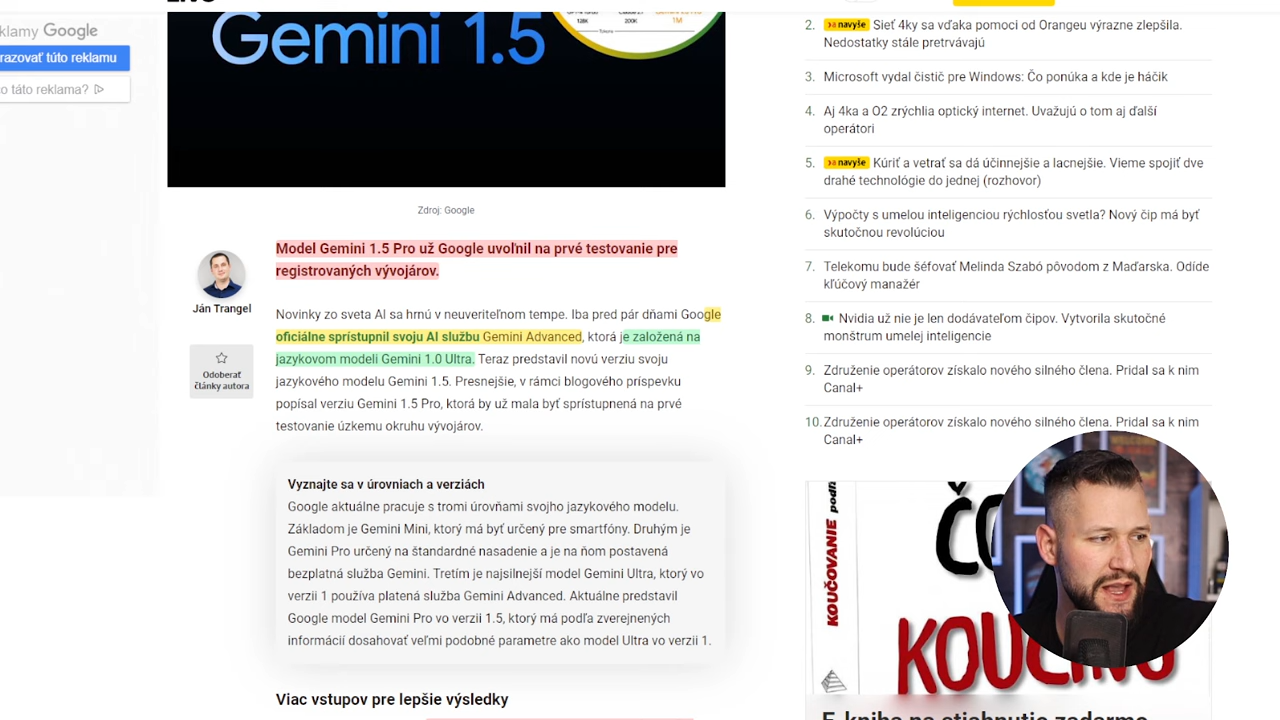 klamy Google
razovať túto reklamu
o táto reklama?
Gemini 1.5
128K
200K
1M
Tokens
Zdroj: Google
Ján Trangel
Odoberať
články autora
Model Gemini 1.5 Pro už Google uvoľnil na prvé testovanie pre
registrovaných vývojárov.
Novinky zo sveta AI sa hrnú v neuveriteľnom tempe. Iba pred pár dňami Google
oficiálne sprístupnil svoju AI službu Gemini Advanced, ktorá je založená na
jazykovom modeli Gemini 1.0 Ultra. Teraz predstavil novú verziu svoju
jazykového modelu Gemini 1.5. Presnejšie, v rámci blogového príspevku
popísal verziu Gemini 1.5 Pro, ktorá by už mala byť sprístupnená na prvé
testovanie úzkemu okruhu vývojárov.
Vyznajte sa v úrovniach a verziách
Google aktuálne pracuje s tromi úrovňami svojho jazykového modelu.
Základom je Gemini Mini, ktorý má byť určený pre smartfóny. Druhým je
Gemini Pro určený na štandardné nasadenie a je na ňom postavená
bezplatná služba Gemini. Tretím je najsilnejší model Gemini Ultra, ktorý vo
verzii 1 používa platená služba Gemini Advanced. Aktuálne predstavil
Google model Gemini Pro vo verzii 1.5, ktorý má podľa zverejnených
informácií dosahovať veľmi podobné parametre ako model Ultra vo verzii 1.
Viac vstupov pre lepšie výsledky
2. navyše Sieť 4ky sa vďaka pomoci od Orangeu výrazne zlepšila.
Nedostatky stále pretrvávajú
3. Microsoft vydal čistič pre Windows: Čo ponúka a kde je háčik
4. Aj 4ka a O2 zrýchlia optický internet. Uvažujú o tom aj ďalší
operátori
5. navyše Kúriť a vetrať sa dá účinnejšie a lacnejšie. Vieme spojiť dve
drahé technológie do jednej (rozhovor)
6. Výpočty s umelou inteligenciou rýchlosťou svetla? Nový čip má byť
skutočnou revolúciou
7. Telekomu bude šéfovať Melinda Szabó pôvodom z Maďarska. Odíde
kľúčový manažér
8. Nvidia už nie je len dodávateľom čipov. Vytvorila skutočné
monštrum umelej inteligencie
9. Združenie operátorov získalo nového silného člena. Pridal sa k nim
Canal+
10. Združenie operátorov získalo nového silného člena. Pridal sa k nim
Canal+
KOUČOVANIE podn
ČO
KOUČING
E-kniha na stiahnutie zadarmo